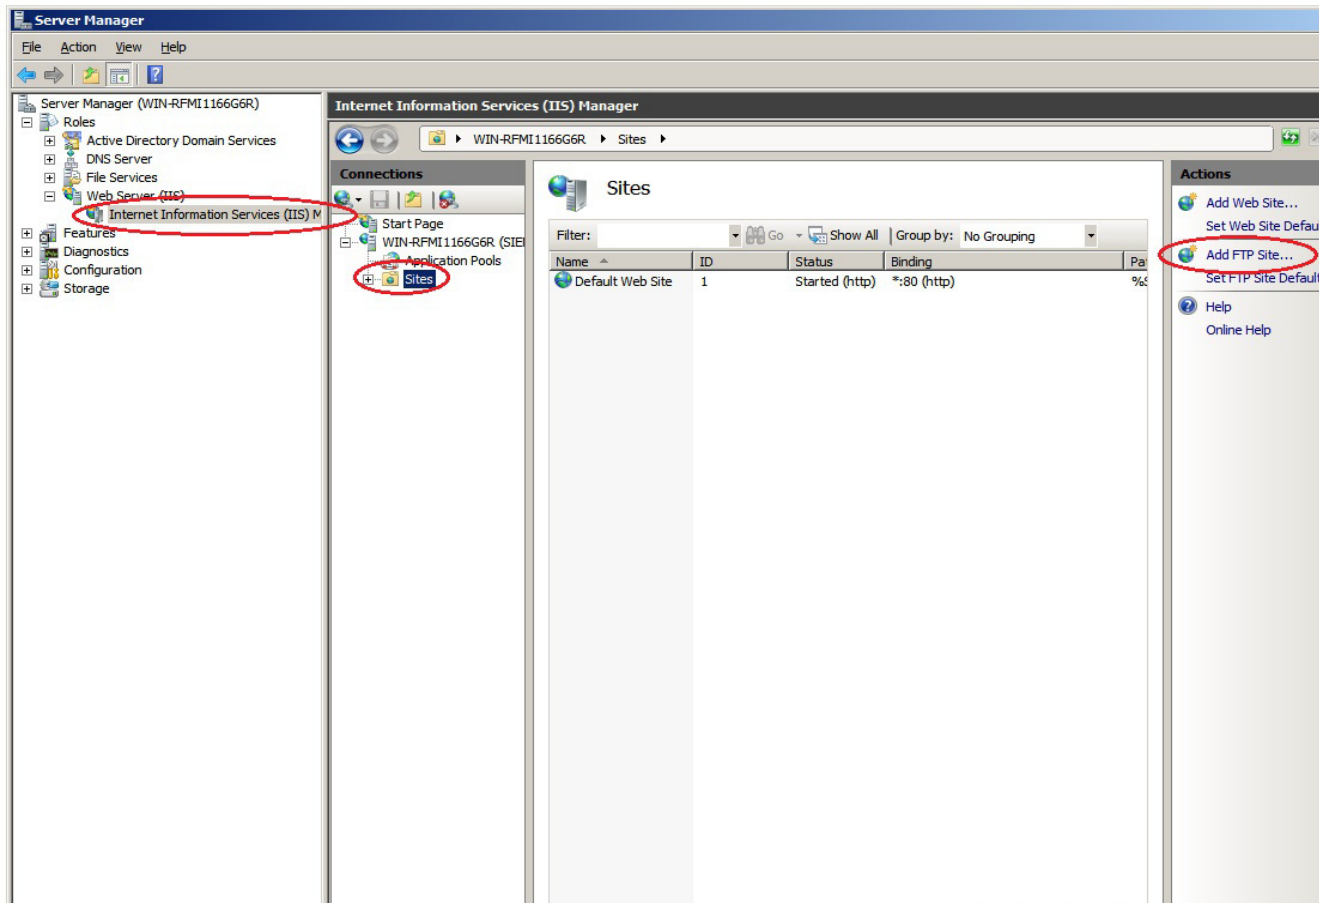 Server Manager
File Action View Help
Server Manager (WIN-RFMI1166G6R)
Roles
Active Directory Domain Services
DNS Server
File Services
Web Server (IIS)
Internet Information Services (IIS) M
Features
Diagnostics
Configuration
Storage
Internet Information Services (IIS) Manager
WIN-RFMI1166G6R Sites
Connections
Start Page
WIN-RFMI1166G6R (SIE
Application Pools
Sites
Sites
Filter: Go Show All Group by: No Grouping
Name ID Status Binding Pa
Default Web Site 1 Started (http) *:80 (http) %S
Actions
Add Web Site...
Set Web Site Defau
Add FTP Site...
Set FTP Site Default
Help
Online Help